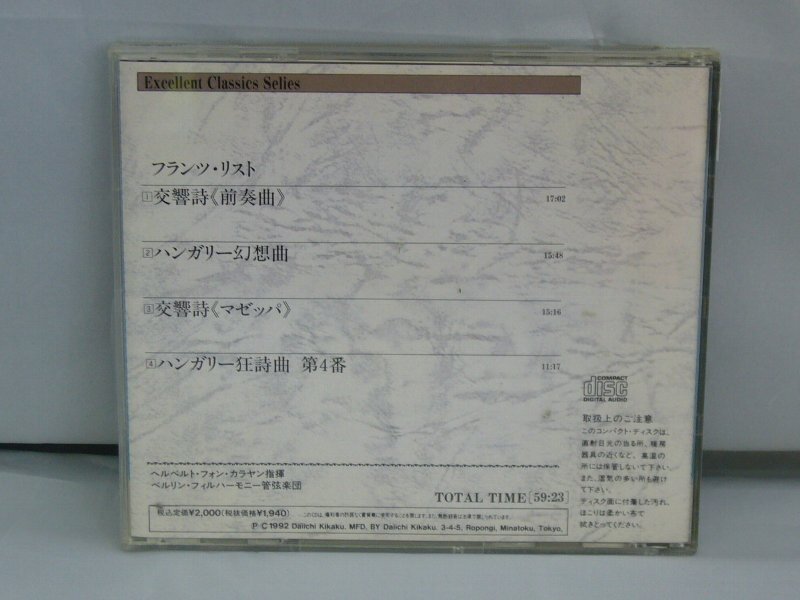 Excellent Classics Selies
フランツ・リスト
1 交響詩《前奏曲》 17:02
2 ハンガリー幻想曲 15:48
3 交響詩《マゼッパ》 15:16
4 ハンガリー狂詩曲 第4番 11:17
COMPACT
disc
DIGITAL AUDIO
取扱上のご注意
このコンパクト・ディスクは、
直射日光の当る所、暖房
器具の近くなど、高温の
所には保管しないで下さい。
また、湿気の多い所も避け
て下さい。
ディスク面に付着した汚れ、
ほこりは柔かい布で
拭きとってください。
ヘルベルト・フォン・カラヤン指揮
ベルリン・フィルハーモニー管弦楽団
TOTAL TIME [59:23]
税込定価¥2,000(税抜価格¥1,940)
Ⓟ C1992 Daiichi Kikaku. MFD. BY Daiichi Kikaku. 3-4-5, Ropongi, Minatoku, Tokyo.